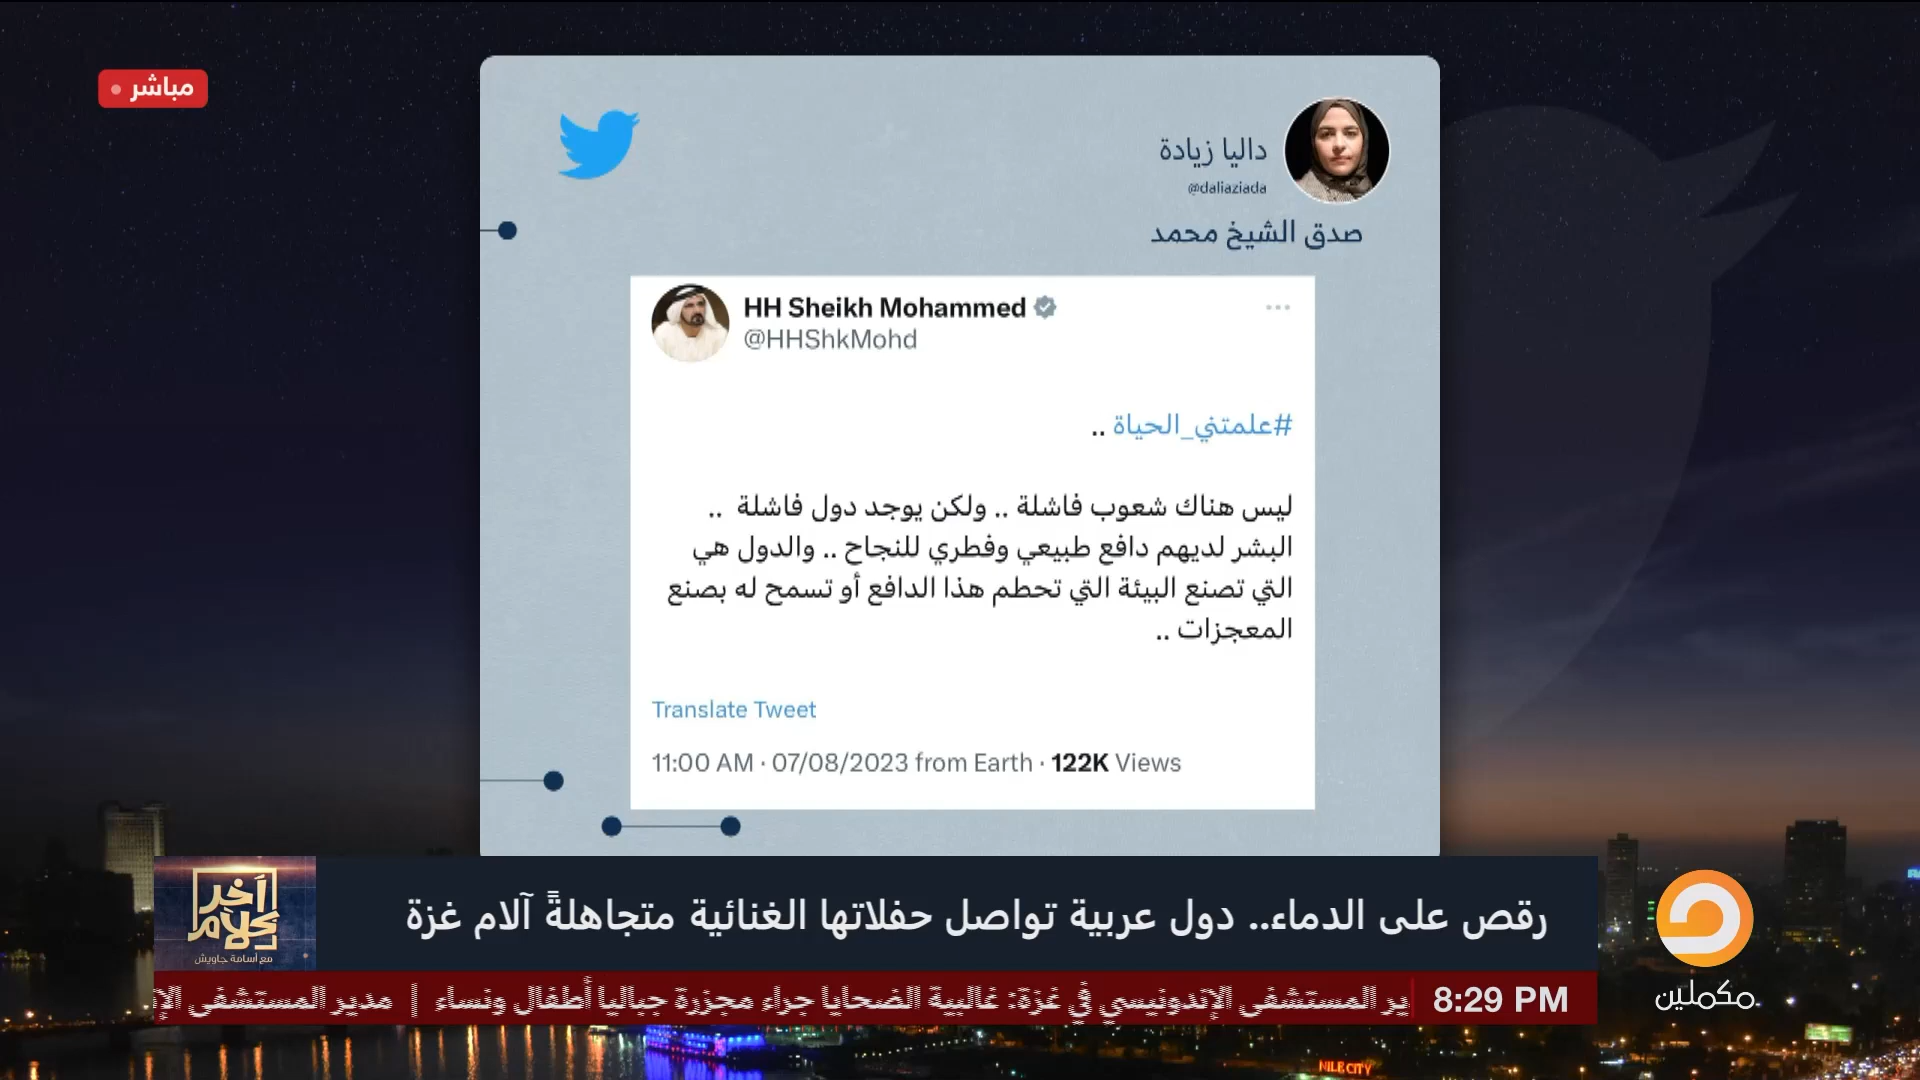 مباشر
داليا زيادة
@daliaziada
صدق الشيخ محمد
HH Sheikh Mohammed
@HHShkMohd
#علمتني_الحياة ..
ليس هناك شعوب فاشلة .. ولكن يوجد دول فاشلة ..
البشر لديهم دافع طبيعي وفطري للنجاح .. والدول هي
التي تصنع البيئة التي تحطم هذا الدافع أو تسمح له بصنع
المعجزات ..
Translate Tweet
11:00 AM · 07/08/2023 from Earth · 122K Views
آخر كلام
مع أسامة جاويش
رقص على الدماء.. دول عربية تواصل حفلاتها الغنائية متجاهلةً آلام غزة
8:29 PM
ير المستشفى الإندونيسي في غزة: غالبية الضحايا جراء مجزرة جباليا أطفال ونساء | مدير المستشفى الإ
مكملين
NILE CITY